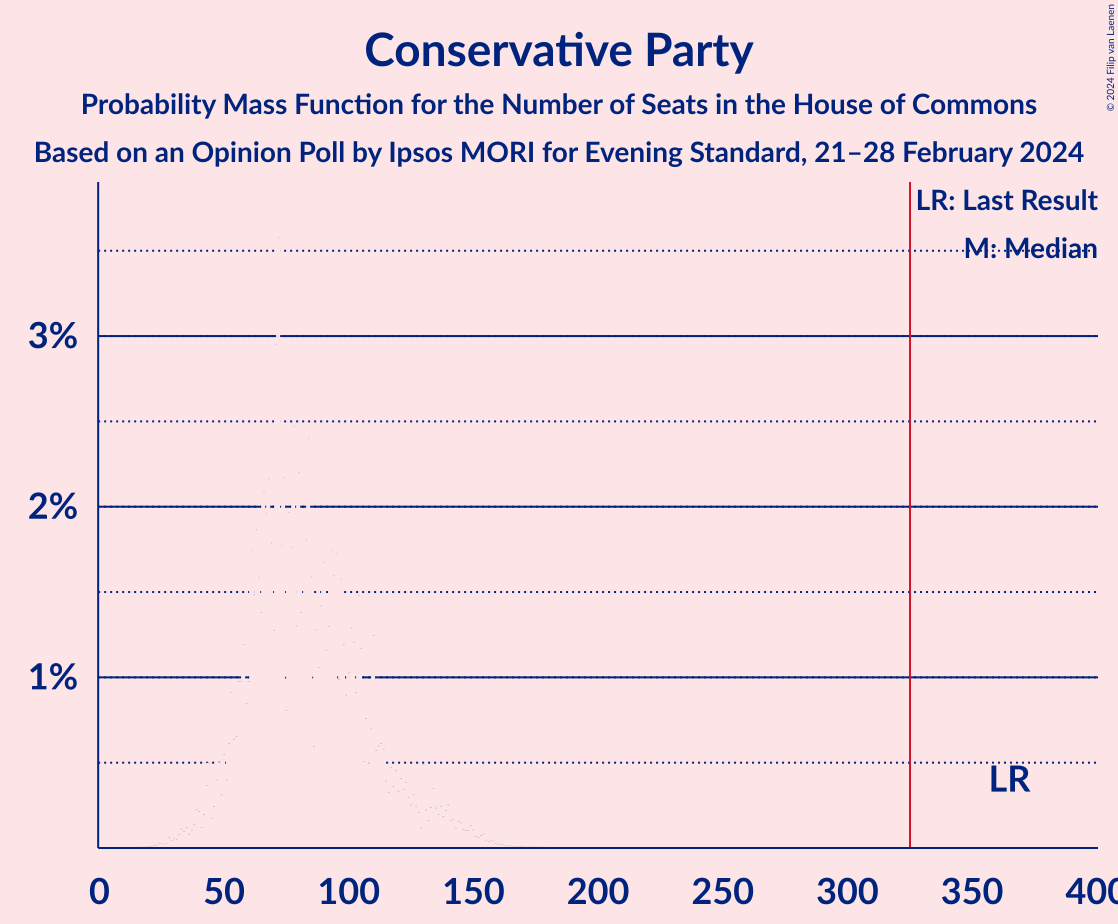 Conservative Party
Probability Mass Function for the Number of Seats in the House of Commons
Based on an Opinion Poll by Ipsos MORI for Evening Standard, 21–28 February 2024
© 2024 Filip van Laenen
LR: Last Result
M: Median
3%
2%
1%
LR
0 50 100 150 200 250 300 350 400